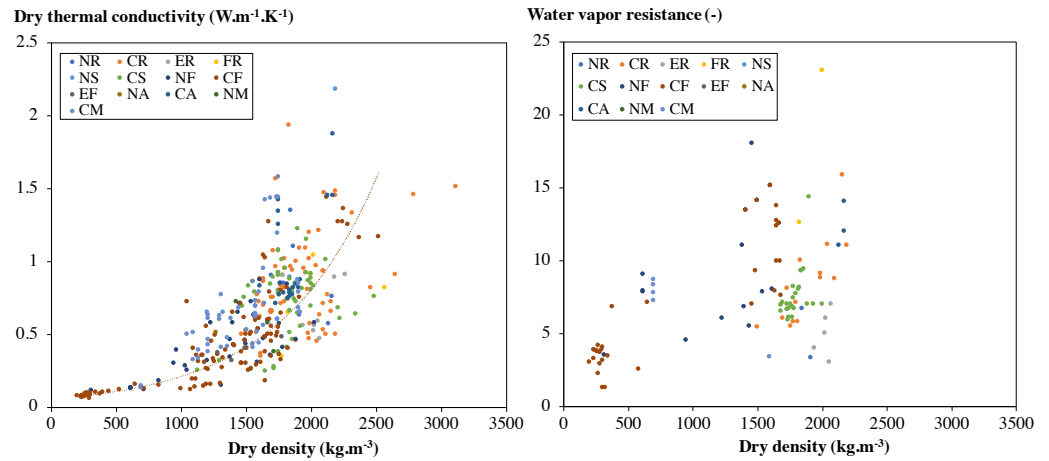 Dry thermal conductivity (W.m⁻¹.K⁻¹)
2.5
NR CR ER FR
NS CS NF CF
EF NA CA NM
CM
2
1.5
1
0.5
0
0 500 1000 1500 2000 2500 3000 3500
Dry density (kg.m⁻³)
Water vapor resistance (-)
25
NR CR ER FR NS
CS NF CF EF NA
CA NM CM
20
15
10
5
0
0 500 1000 1500 2000 2500 3000 3500
Dry density (kg.m⁻³)